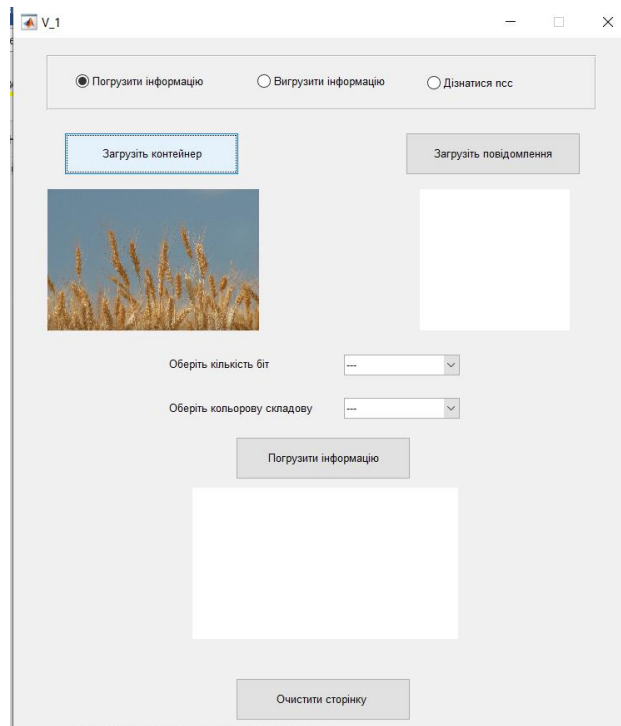 V_1
Погрузити інформацію Вигрузити інформацію Дізнатися ncc
Загрузіть контейнер Загрузіть повідомлення
Оберіть кількість біт ---
Оберіть кольорову складову ---
Погрузити інформацію
Очистити сторінку